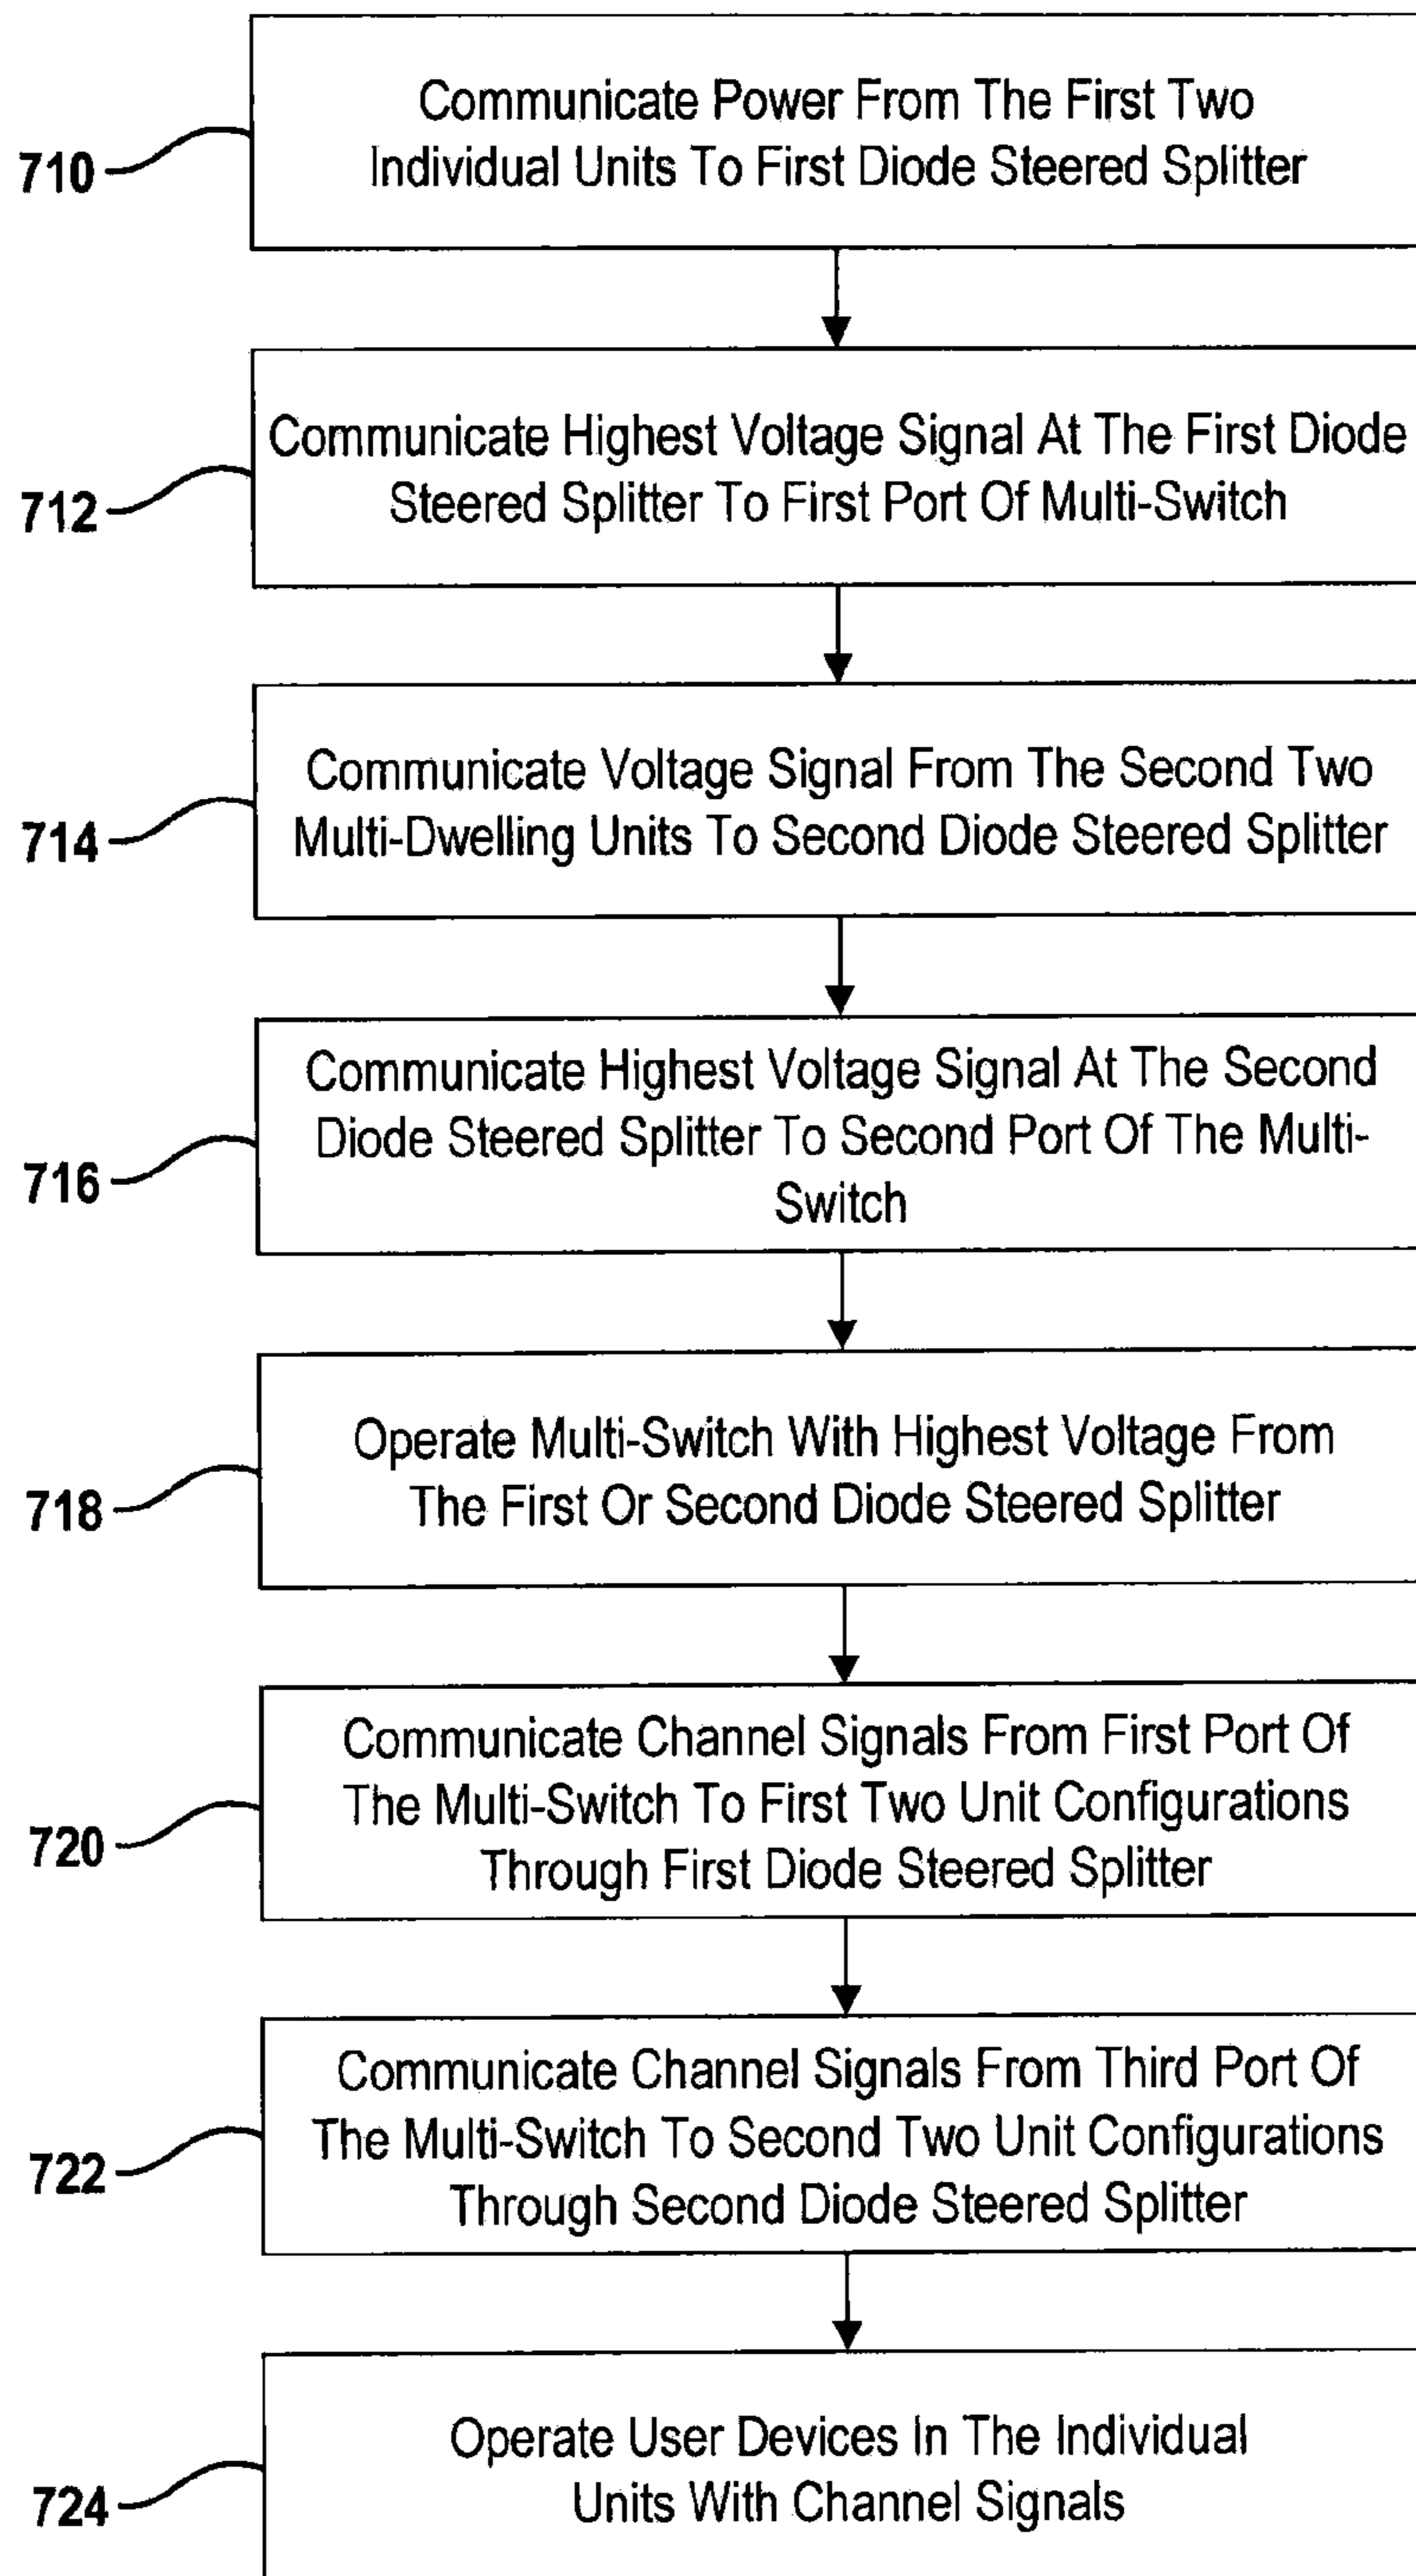 710
Communicate Power From The First Two
Individual Units To First Diode Steered Splitter
712
Communicate Highest Voltage Signal At The First Diode
Steered Splitter To First Port Of Multi-Switch
714
Communicate Voltage Signal From The Second Two
Multi-Dwelling Units To Second Diode Steered Splitter
716
Communicate Highest Voltage Signal At The Second
Diode Steered Splitter To Second Port Of The Multi-
Switch
718
Operate Multi-Switch With Highest Voltage From
The First Or Second Diode Steered Splitter
720
Communicate Channel Signals From First Port Of
The Multi-Switch To First Two Unit Configurations
Through First Diode Steered Splitter
722
Communicate Channel Signals From Third Port Of
The Multi-Switch To Second Two Unit Configurations
Through Second Diode Steered Splitter
724
Operate User Devices In The Individual
Units With Channel Signals